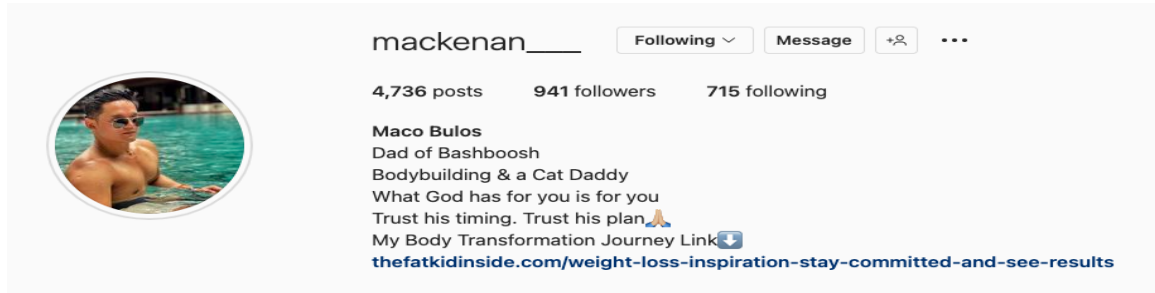 mackenan____ Following Message
4,736 posts 941 followers 715 following
Maco Bulos
Dad of Bashboosh
Bodybuilding & a Cat Daddy
What God has for you is for you
Trust his timing. Trust his plan🙏🏼
My Body Transformation Journey Link⬇️
thefatkidinside.com/weight-loss-inspiration-stay-committed-and-see-results